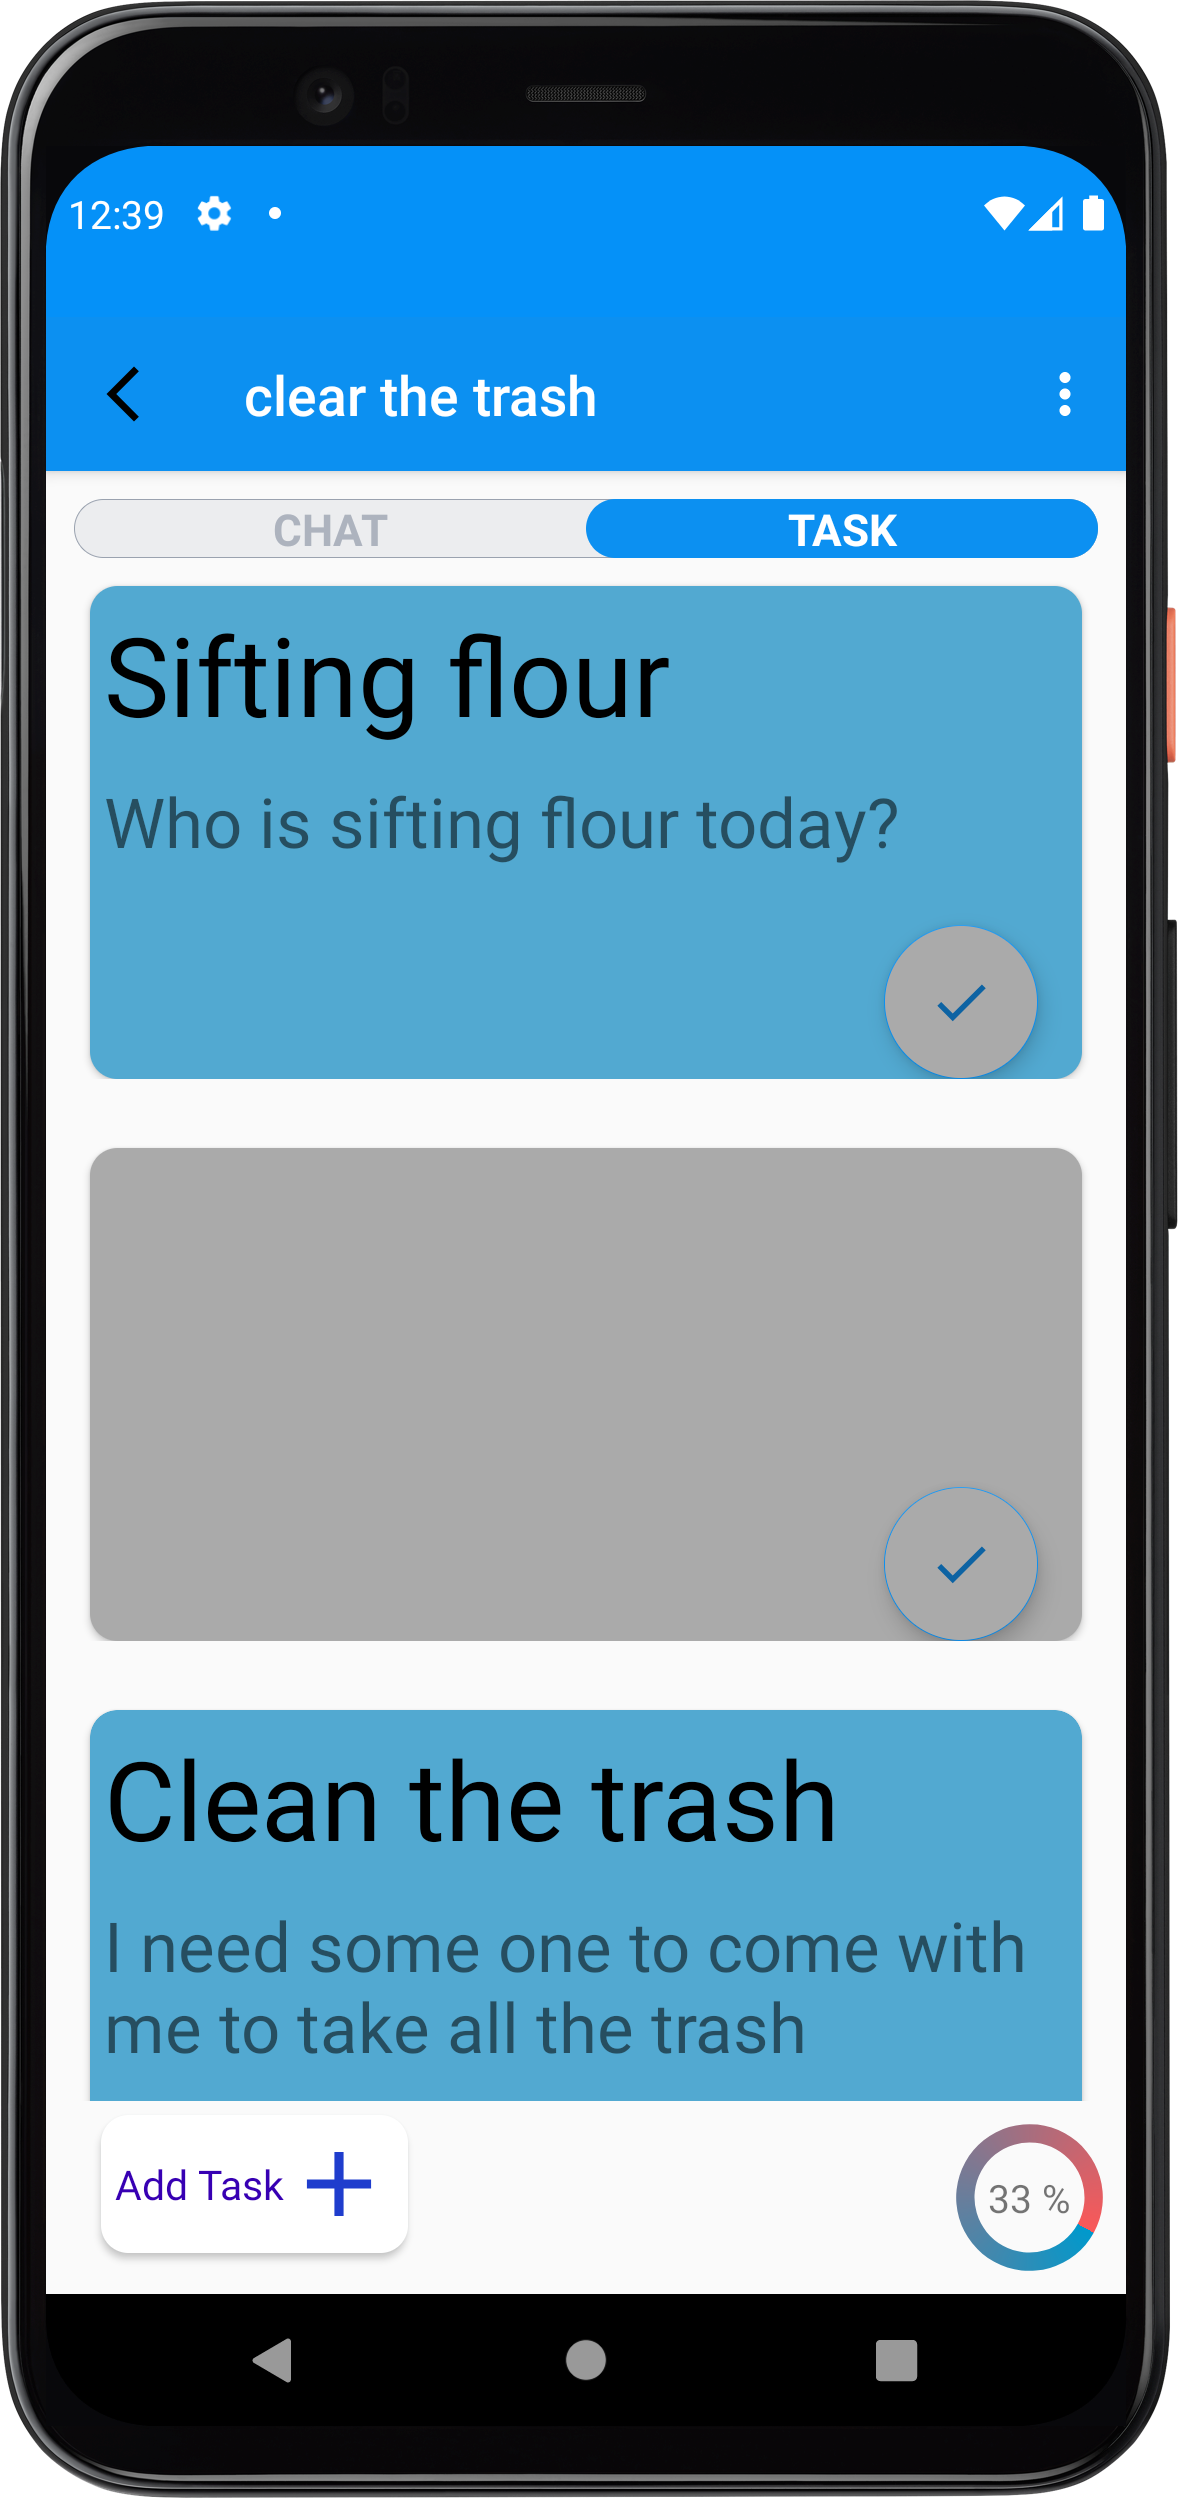 12:39
clear the trash
CHAT
TASK
Sifting flour
Who is sifting flour today?
Clean the trash
I need some one to come with
me to take all the trash
Add Task
33 %